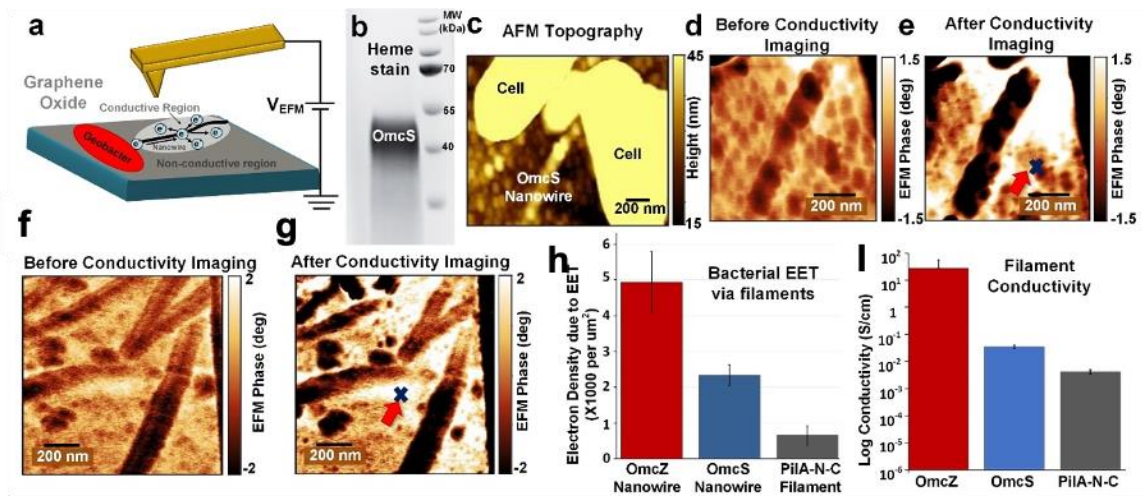 a
V_EFM
Graphene
Oxide
Conductive Region
e⁻ e⁻ e⁻ e⁻ e⁻
Nanowire
Geobacter
Non-conductive region
b
Heme
stain
MW
(kDa)
70
55
40
OmcS
c
AFM Topography
Cell
Cell
OmcS
Nanowire
200 nm
45
Height (nm)
15
d
Before Conductivity
Imaging
200 nm
1.5
EFM Phase (deg)
-1.5
e
After Conductivity
Imaging
200 nm
1.5
EFM Phase (deg)
-1.5
f
Before Conductivity Imaging
200 nm
2
EFM Phase (deg)
-2
g
After Conductivity Imaging
200 nm
2
EFM Phase (deg)
-2
h
Bacterial EET
via filaments
Electron Density due to EET
(X1000 per um²)
6
5
4
3
2
1
0
OmcZ
Nanowire
OmcS
Nanowire
PilA-N-C
Filament
I
Filament
Conductivity
Log Conductivity (S/cm)
10²
10¹
1
10⁻¹
10⁻²
10⁻³
10⁻⁴
10⁻⁵
10⁻⁶
OmcZ
OmcS
PilA-N-C